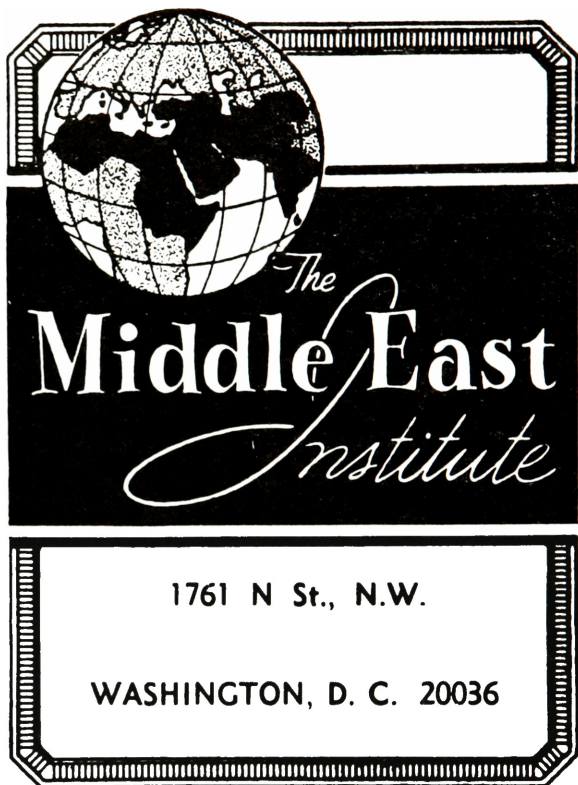 The
Middle East
Institute
1761 N St., N.W.
WASHINGTON, D. C. 20036